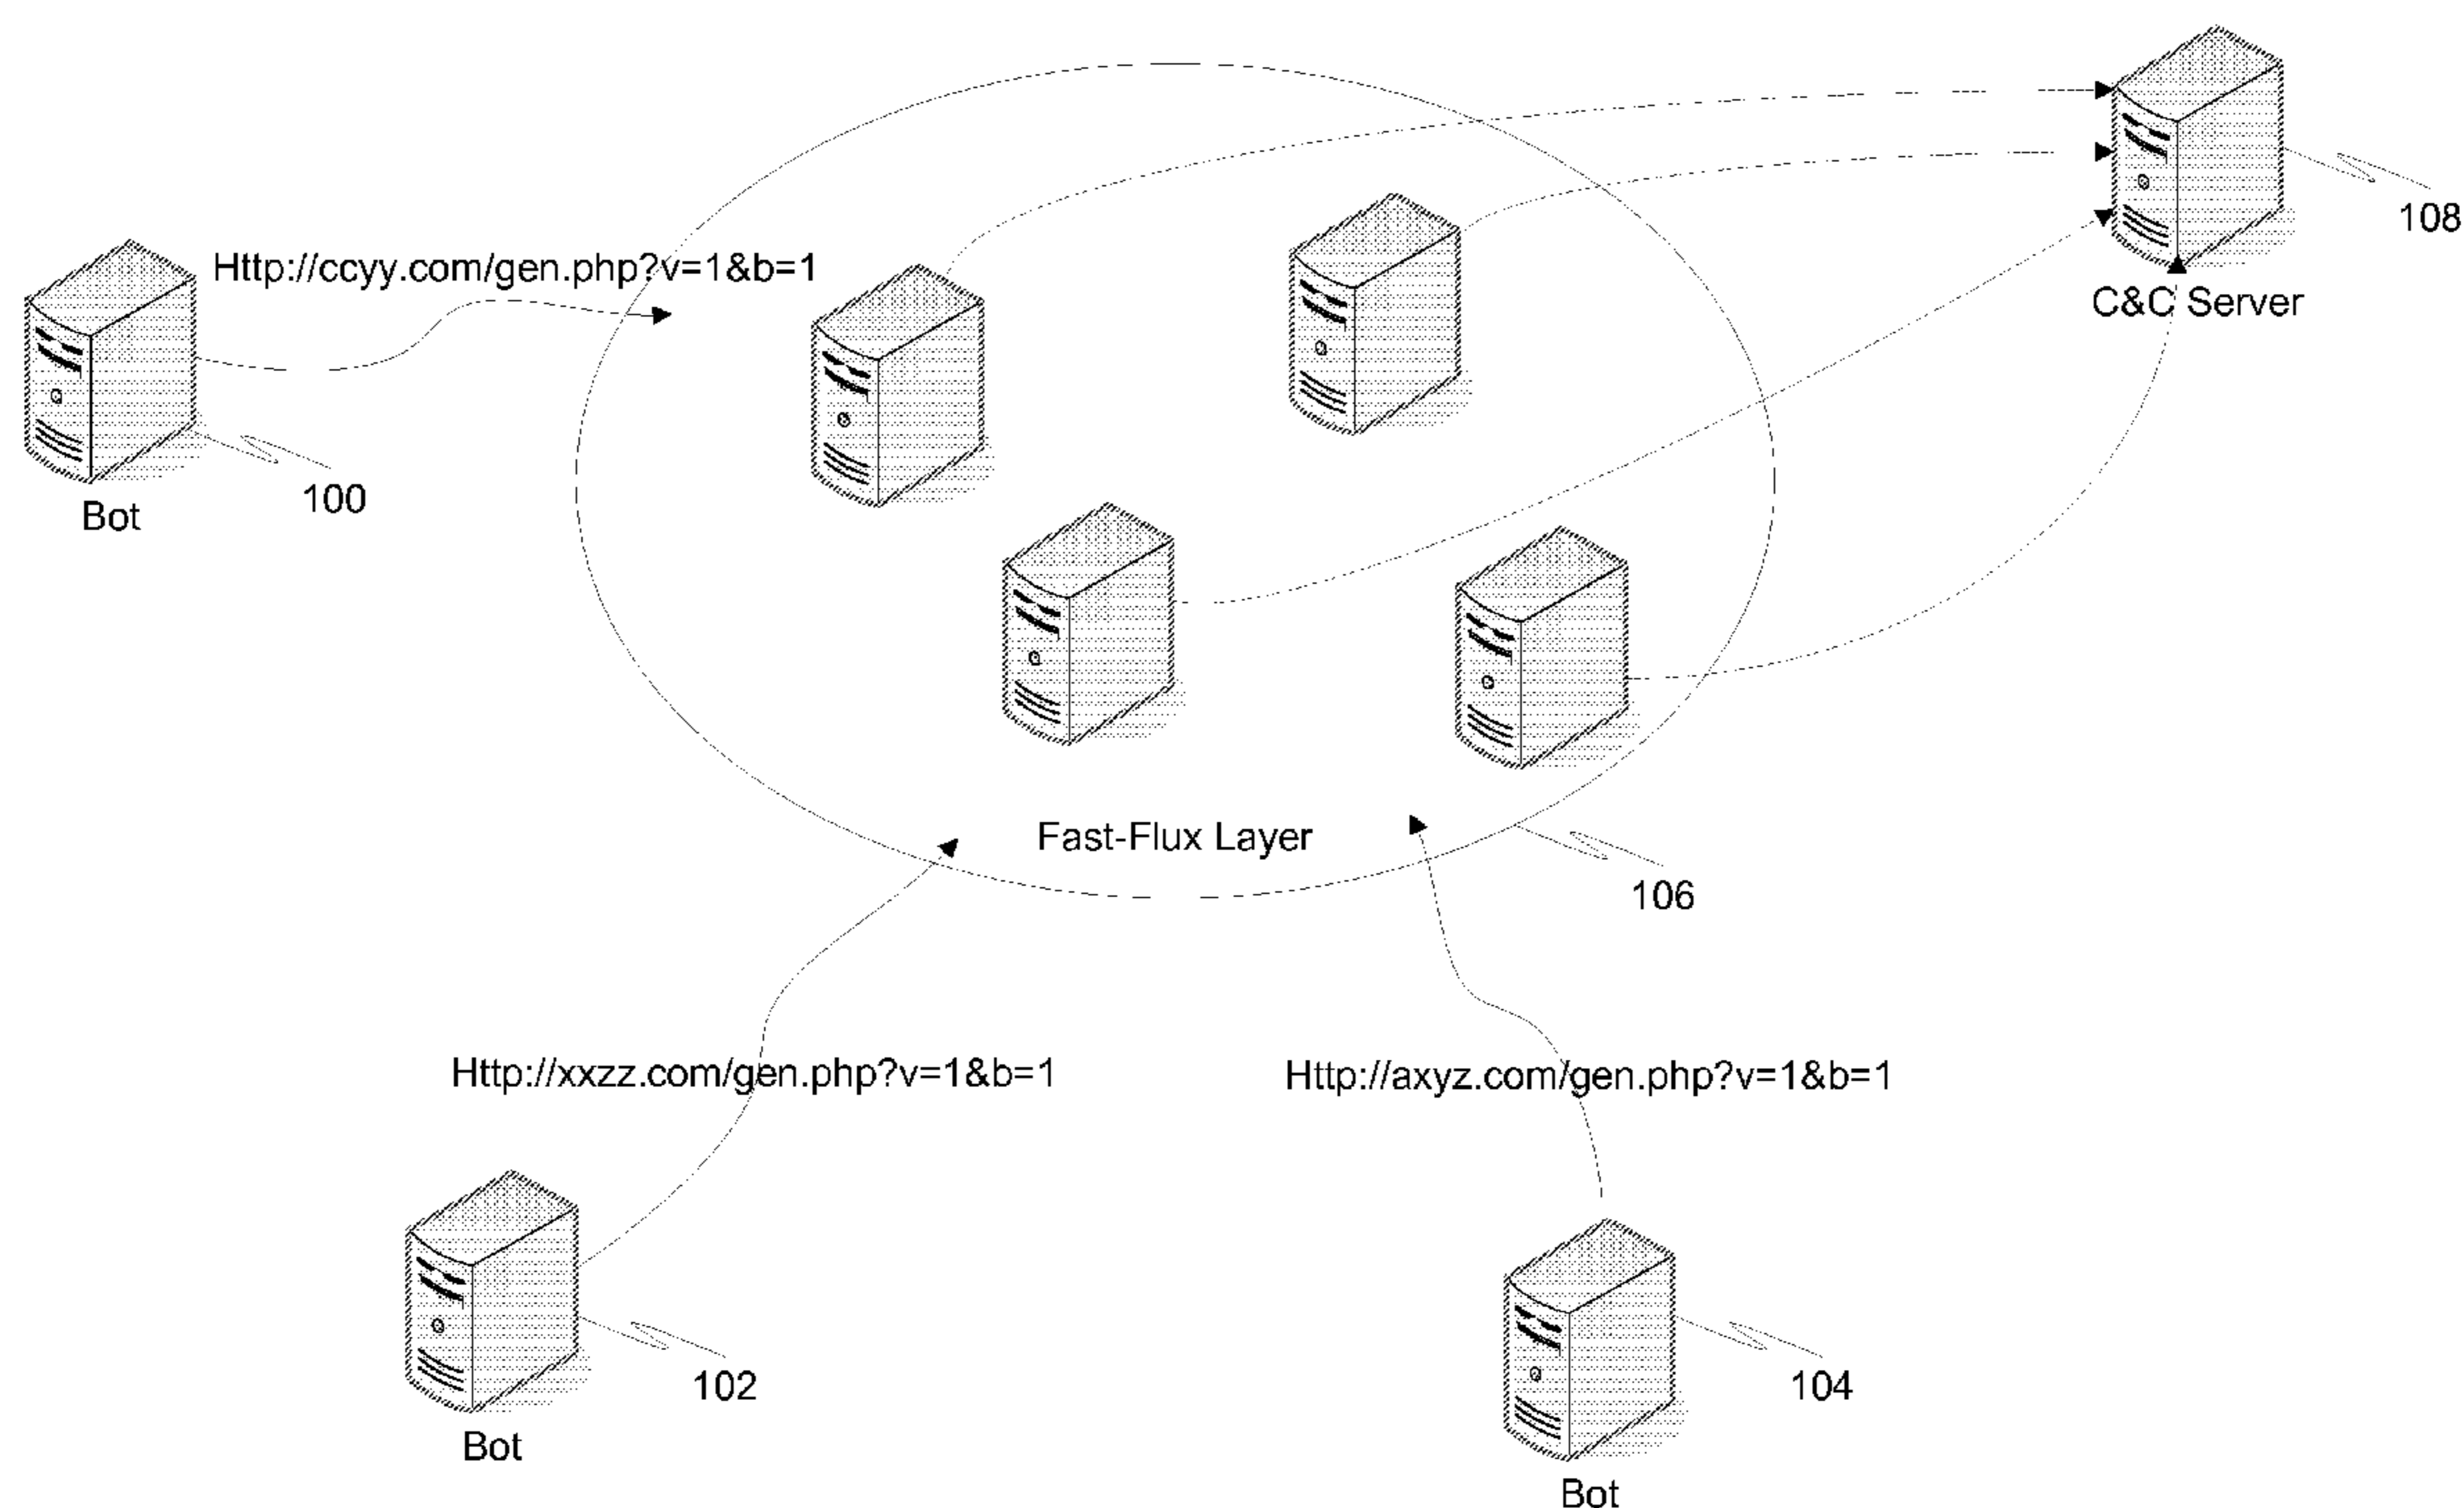 108
Http://ccyy.com/gen.php?v=1&b=1
C&C Server
100
Bot
Fast-Flux Layer
106
Http://xxzz.com/gen.php?v=1&b=1
Http://axyz.com/gen.php?v=1&b=1
102
104
Bot
Bot